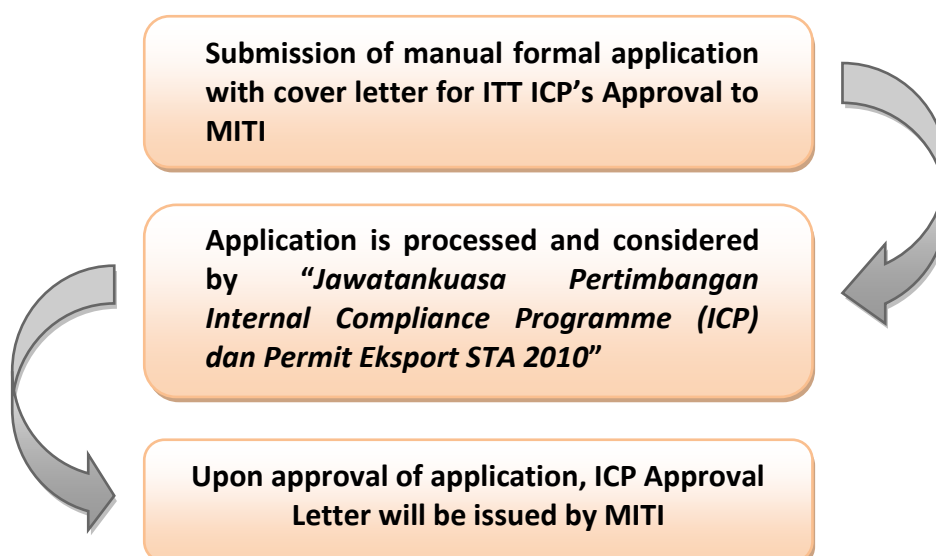 Submission of manual formal application
with cover letter for ITT ICP’s Approval to
MITI
Application is processed and considered
by “Jawatankuasa Pertimbangan
Internal Compliance Programme (ICP)
dan Permit Eksport STA 2010”
Upon approval of application, ICP Approval
Letter will be issued by MITI